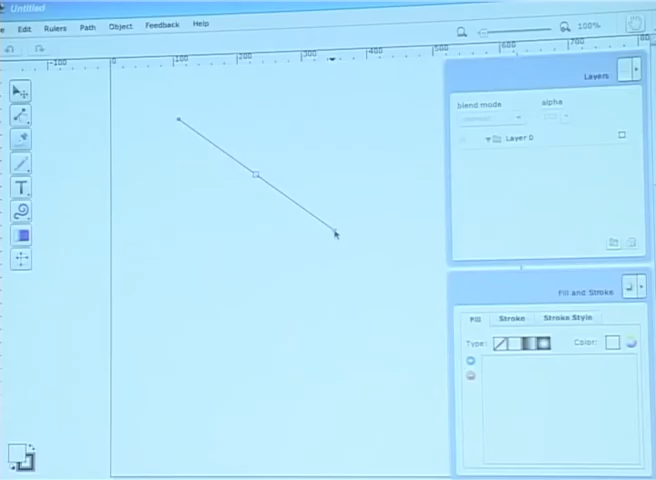 Untitled
Edit Rulers Path Object Feedback Help
100%
-100 0 100 200 300 400 500 600 700
Layers
blend mode alpha
Layer 0
T
Fill and Stroke
Fill Stroke Stroke Style
Type: Color: